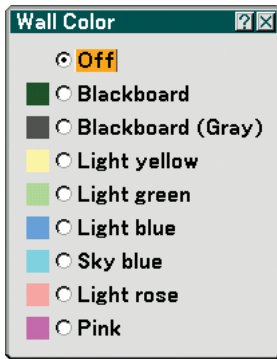 Wall Color
Off
Blackboard
Blackboard (Gray)
Light yellow
Light green
Light blue
Sky blue
Light rose
Pink